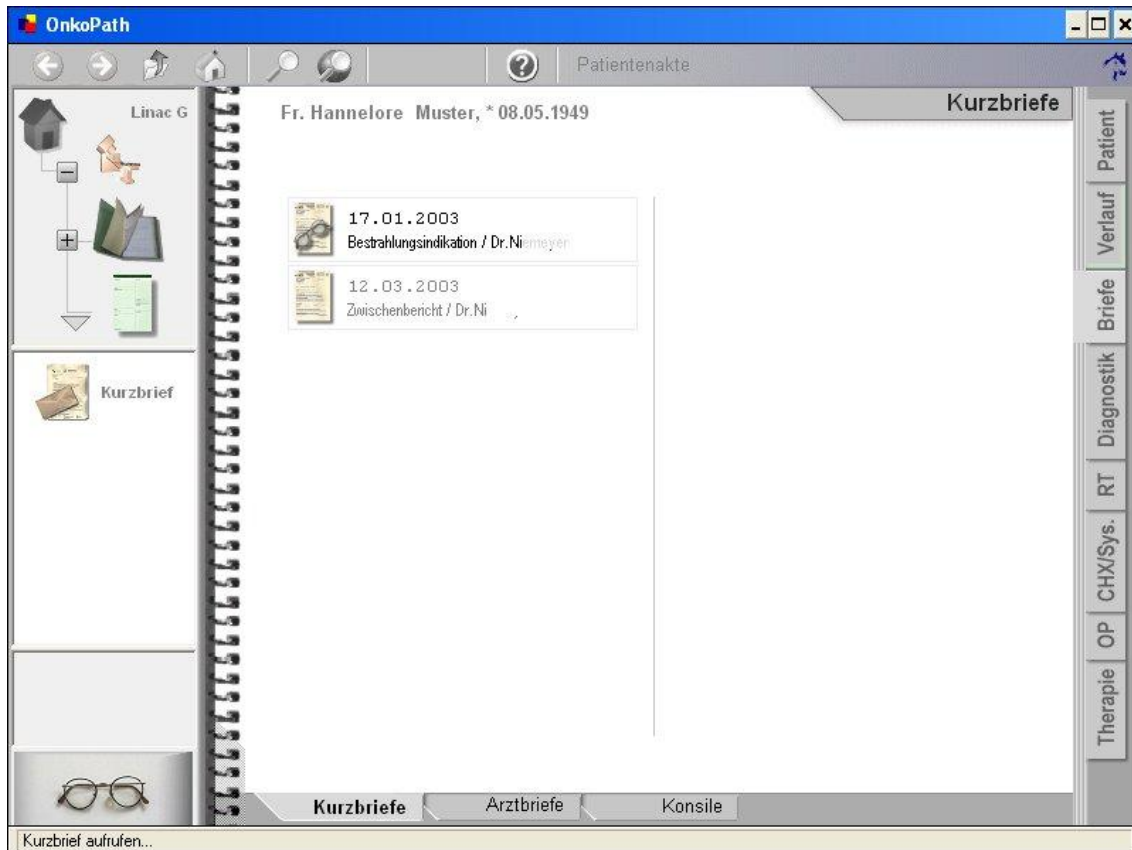 OnkoPath
Patientenakte
Linac G
Fr. Hannelore Muster, * 08.05.1949
Kurzbriefe
17.01.2003
Bestrahlungsindikation / Dr. Niemeyer
12.03.2003
Zwischenbericht / Dr. Ni
Kurzbrief
Patient
Verlauf
Briefe
Diagnostik
RT
CHX/Sys.
OP
Therapie
Kurzbriefe
Arztbriefe
Konsile
Kurzbrief aufrufen...